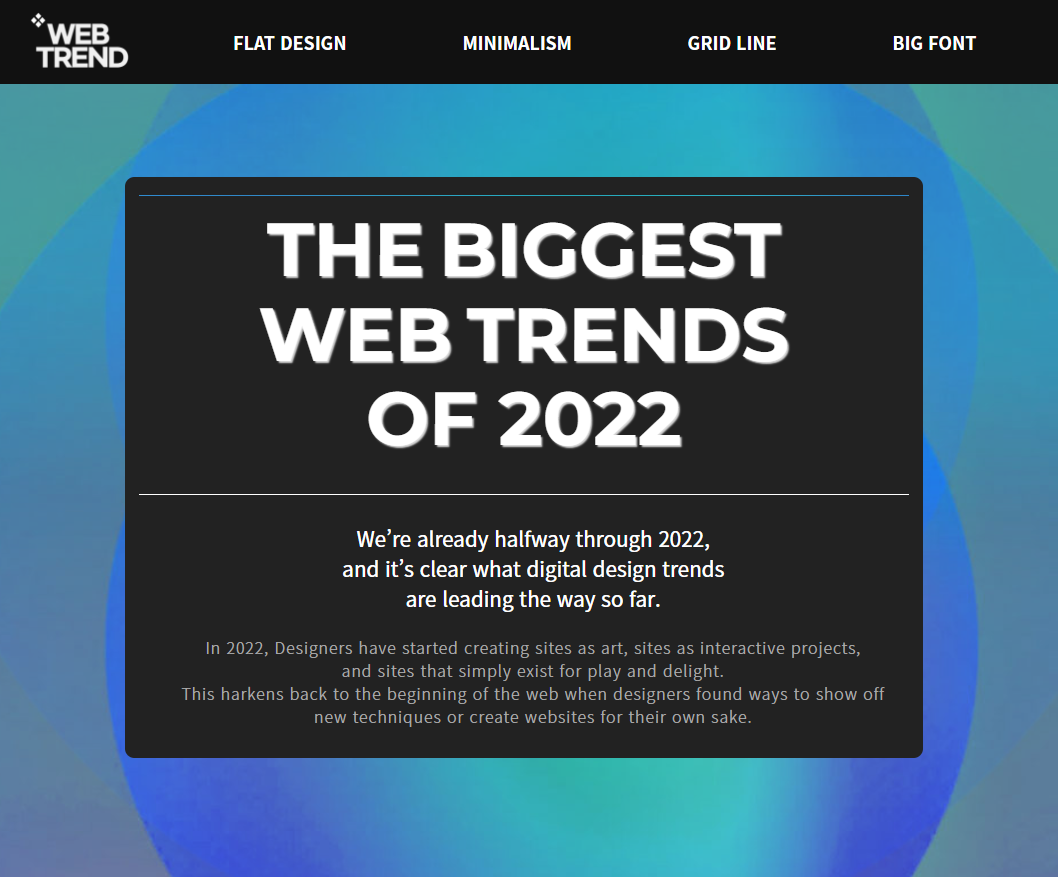 WEB
TREND
FLAT DESIGN
MINIMALISM
GRID LINE
BIG FONT
THE BIGGEST
WEB TRENDS
OF 2022
We’re already halfway through 2022,
and it’s clear what digital design trends
are leading the way so far.
In 2022, Designers have started creating sites as art, sites as interactive projects,
and sites that simply exist for play and delight.
This harkens back to the beginning of the web when designers found ways to show off
new techniques or create websites for their own sake.